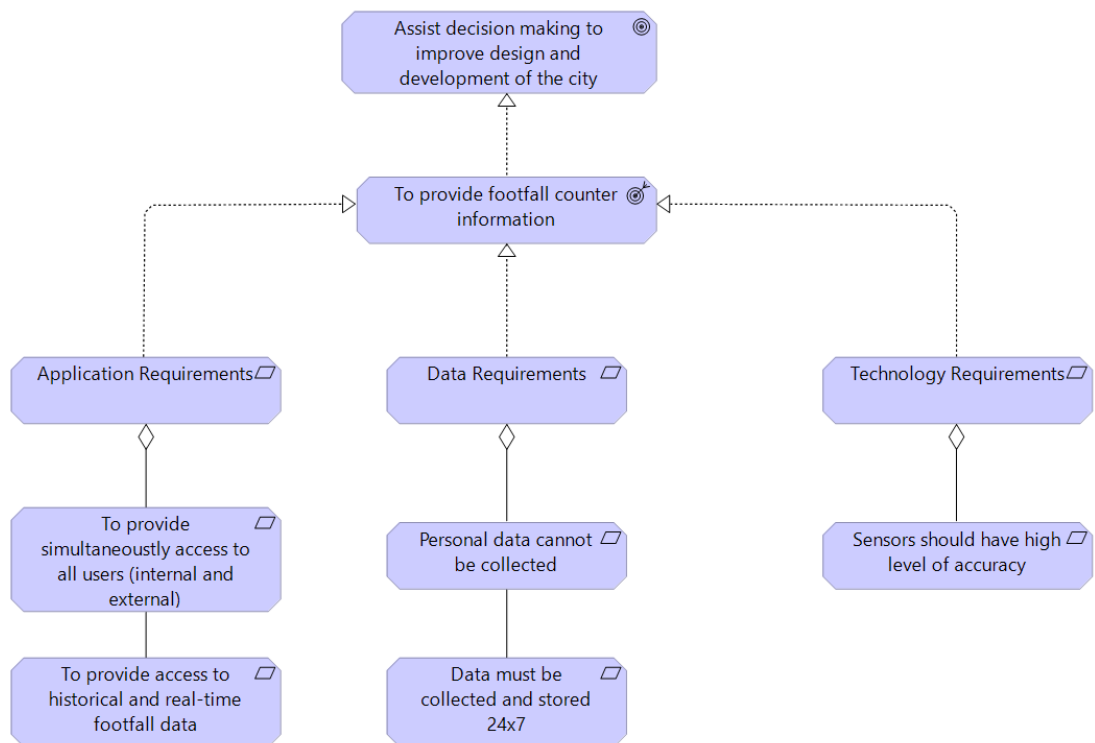 Assist decision making to
improve design and
development of the city
To provide footfall counter
information
Application Requirements
Data Requirements
Technology Requirements
To provide
simultaneoustly access to
all users (internal and
external)
Personal data cannot
be collected
Sensors should have high
level of accuracy
To provide access to
historical and real-time
footfall data
Data must be
collected and stored
24x7